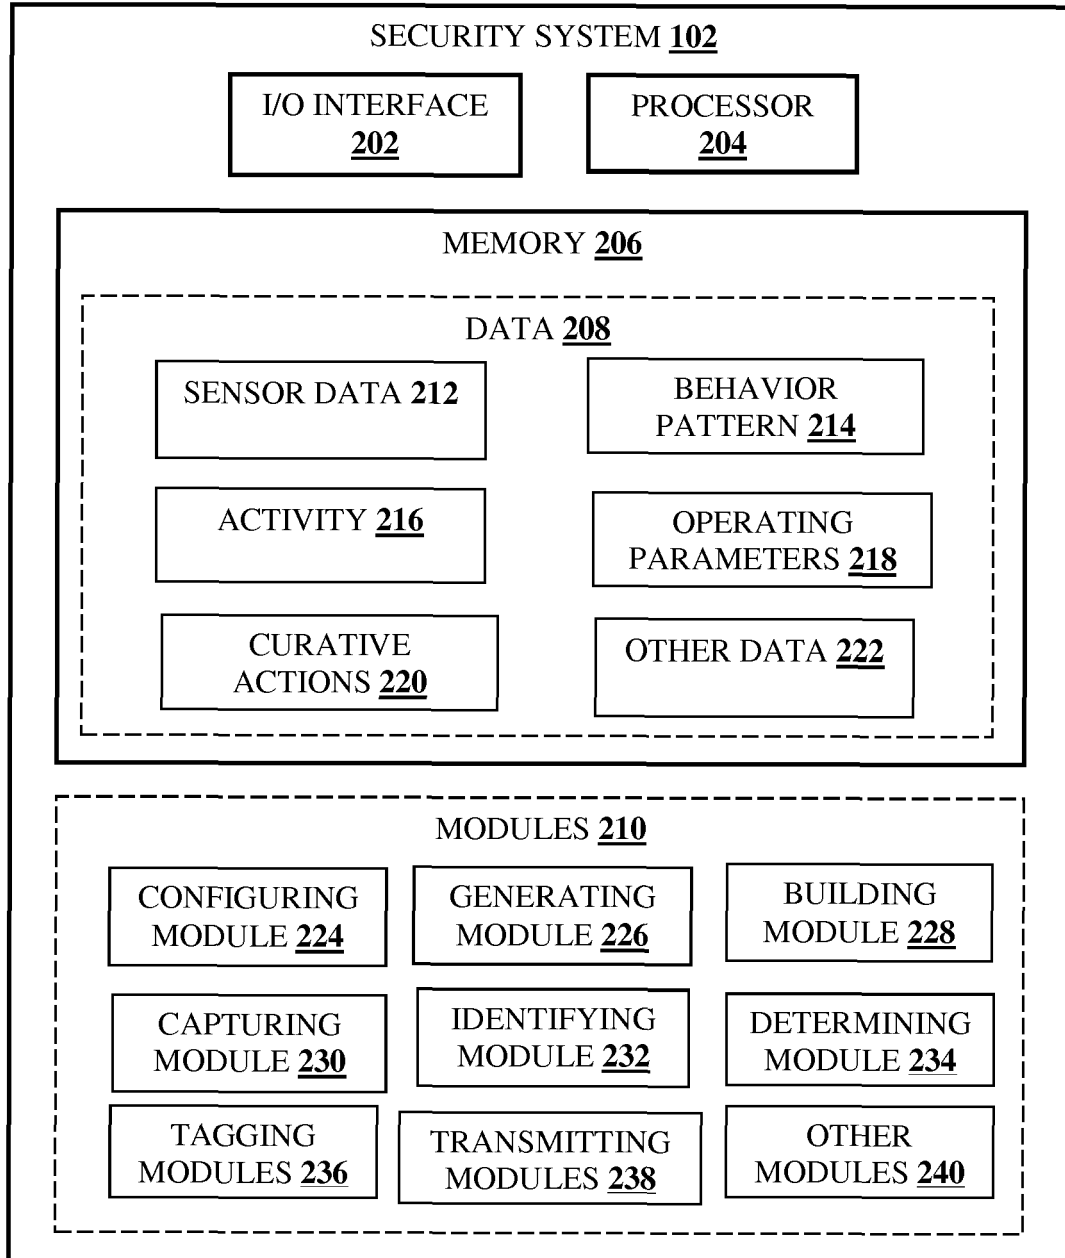 SECURITY SYSTEM 102
I/O INTERFACE
202
PROCESSOR
204
MEMORY 206
DATA 208
SENSOR DATA 212
BEHAVIOR
PATTERN 214
ACTIVITY 216
OPERATING
PARAMETERS 218
CURATIVE
ACTIONS 220
OTHER DATA 222
MODULES 210
CONFIGURING
MODULE 224
GENERATING
MODULE 226
BUILDING
MODULE 228
CAPTURING
MODULE 230
IDENTIFYING
MODULE 232
DETERMINING
MODULE 234
TAGGING
MODULES 236
TRANSMITTING
MODULES 238
OTHER
MODULES 240